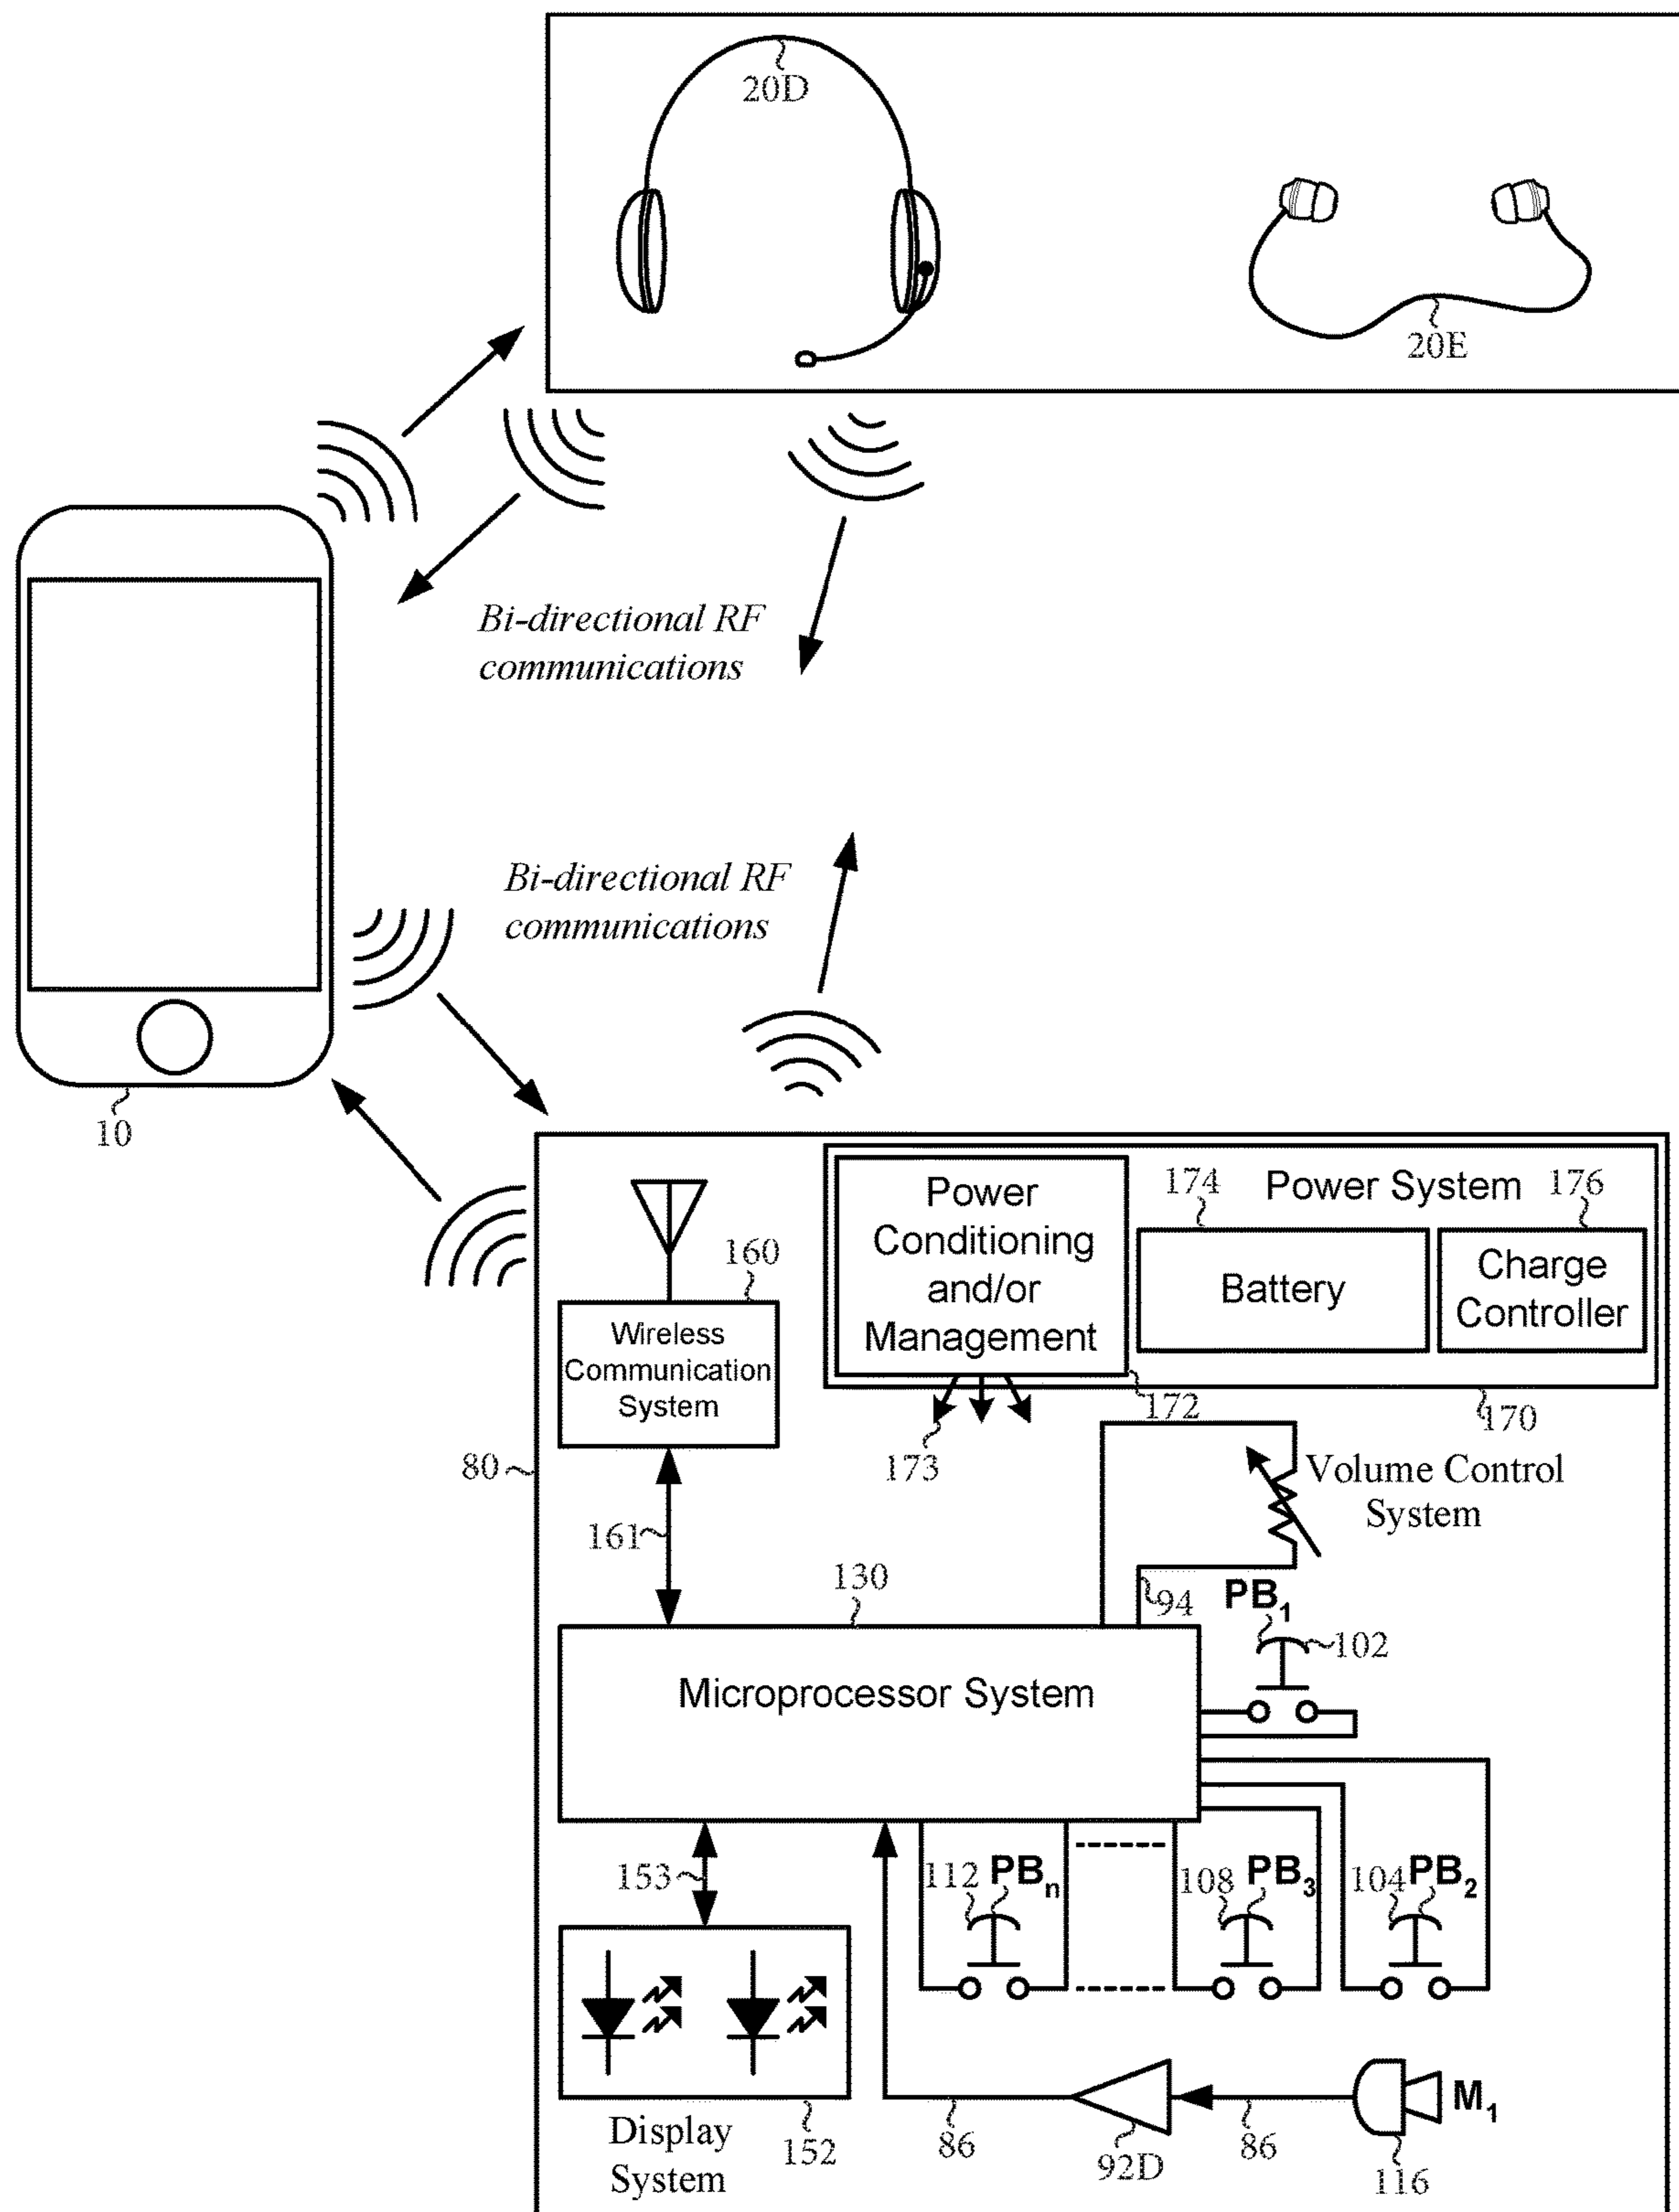 20D
20E
Bi-directional RF
communications
Bi-directional RF
communications
10
80
160
Wireless
Communication
System
161
Power
Conditioning
and/or
Management
172
173
Power System
174
Battery
176
Charge
Controller
170
Volume Control
System
94
130
Microprocessor System
PB1
102
153
112 PBn
108 PB3
104 PB2
Display
System
152
86
92D
86
M1
116